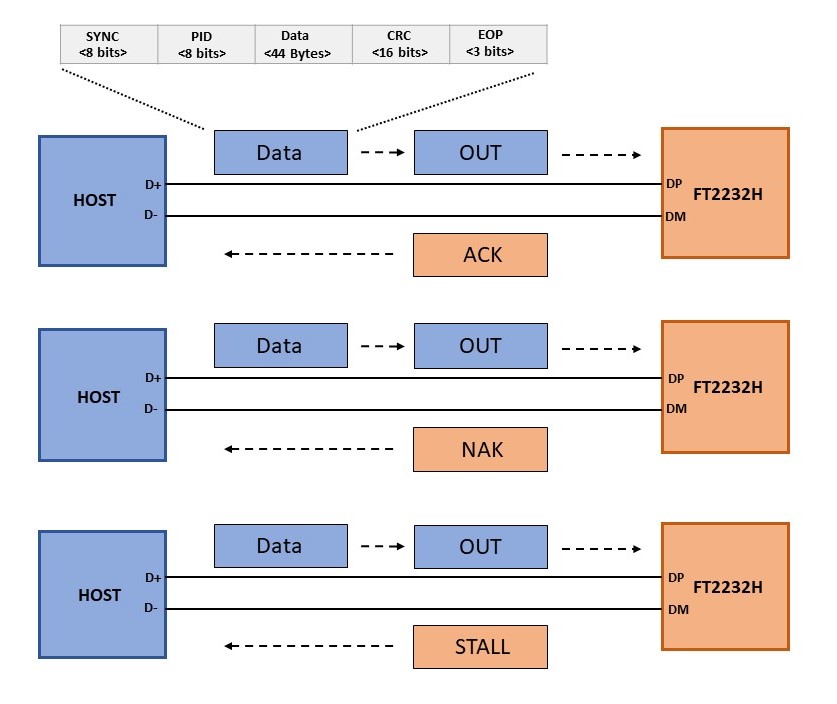 SYNC PID Data CRC EOP
<8 bits> <8 bits> <44 Bytes> <16 bits> <3 bits>
Data OUT
HOST D+ DP FT2232H
D- DM
ACK
Data OUT
HOST D+ DP FT2232H
D- DM
NAK
Data OUT
HOST D+ DP FT2232H
D- DM
STALL